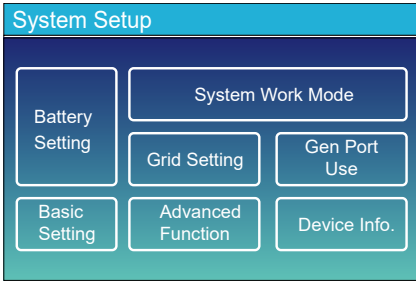 System Setup
Battery
Setting
System Work Mode
Grid Setting
Gen Port
Use
Basic
Setting
Advanced
Function
Device Info.